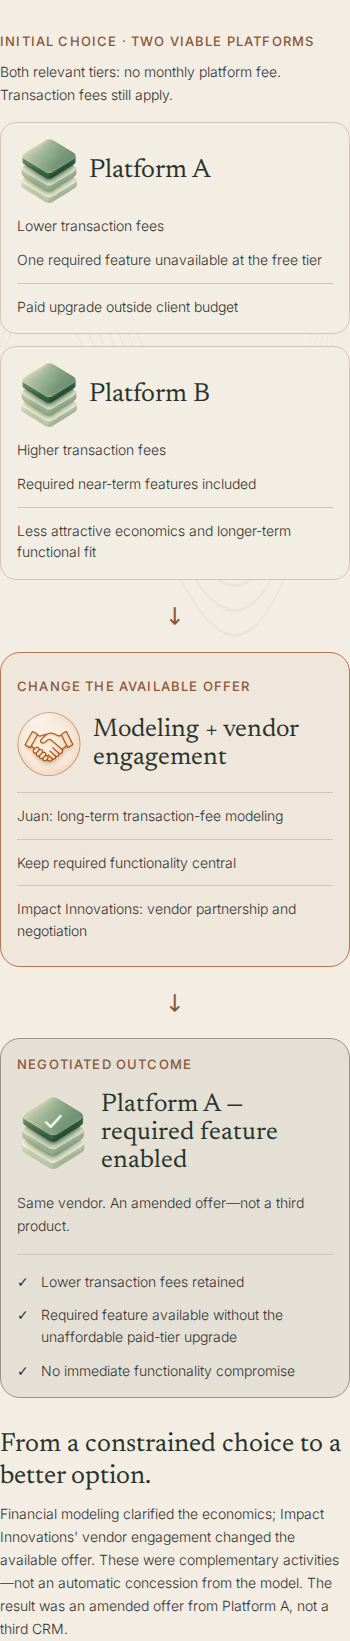 INITIAL CHOICE · TWO VIABLE PLATFORMS
Both relevant tiers: no monthly platform fee.
Transaction fees still apply.
Platform A
Lower transaction fees
One required feature unavailable at the free tier
Paid upgrade outside client budget
Platform B
Higher transaction fees
Required near-term features included
Less attractive economics and longer-term
functional fit
↓
CHANGE THE AVAILABLE OFFER
Modeling + vendor
engagement
Juan: long-term transaction-fee modeling
Keep required functionality central
Impact Innovations: vendor partnership and
negotiation
↓
NEGOTIATED OUTCOME
Platform A —
required feature
enabled
Same vendor. An amended offer—not a third
product.
✓ Lower transaction fees retained
✓ Required feature available without the
unaffordable paid-tier upgrade
✓ No immediate functionality compromise
From a constrained choice to a
better option.
Financial modeling clarified the economics; Impact
Innovations' vendor engagement changed the
available offer. These were complementary activities
—not an automatic concession from the model. The
result was an amended offer from Platform A, not a
third CRM.